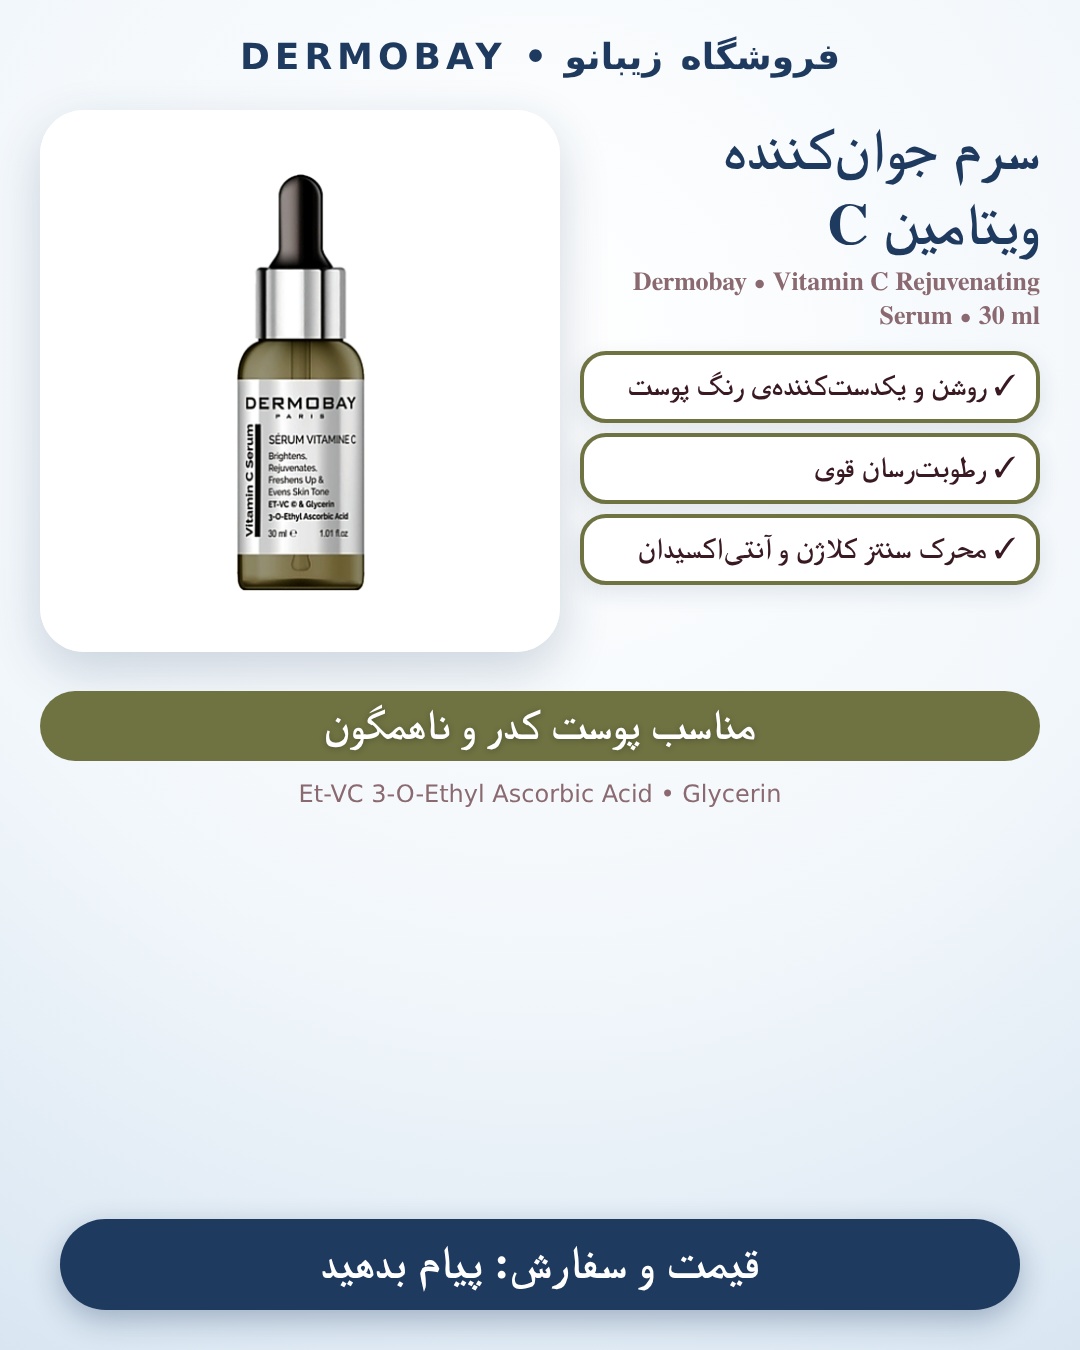 فروشگاه زیبانو • DERMOBAY
سرم جوان‌کننده
ویتامین C
Dermobay • Vitamin C Rejuvenating
Serum • 30 ml
✓ روشن و یکدست‌کننده‌ی رنگ پوست
✓ رطوبت‌رسان قوی
✓ محرک سنتز کلاژن و آنتی‌اکسیدان
DERMOBAY
PARIS
Vitamin C Serum
SÉRUM VITAMINE C
Brightens,
Rejuvenates,
Freshens Up &
Evens Skin Tone
ET-VC © & Glycerin
3-O-Ethyl Ascorbic Acid
30 ml ℮ 1.01 fl.oz
مناسب پوست کدر و ناهمگون
Et-VC 3-O-Ethyl Ascorbic Acid • Glycerin
قیمت و سفارش: پیام بدهید